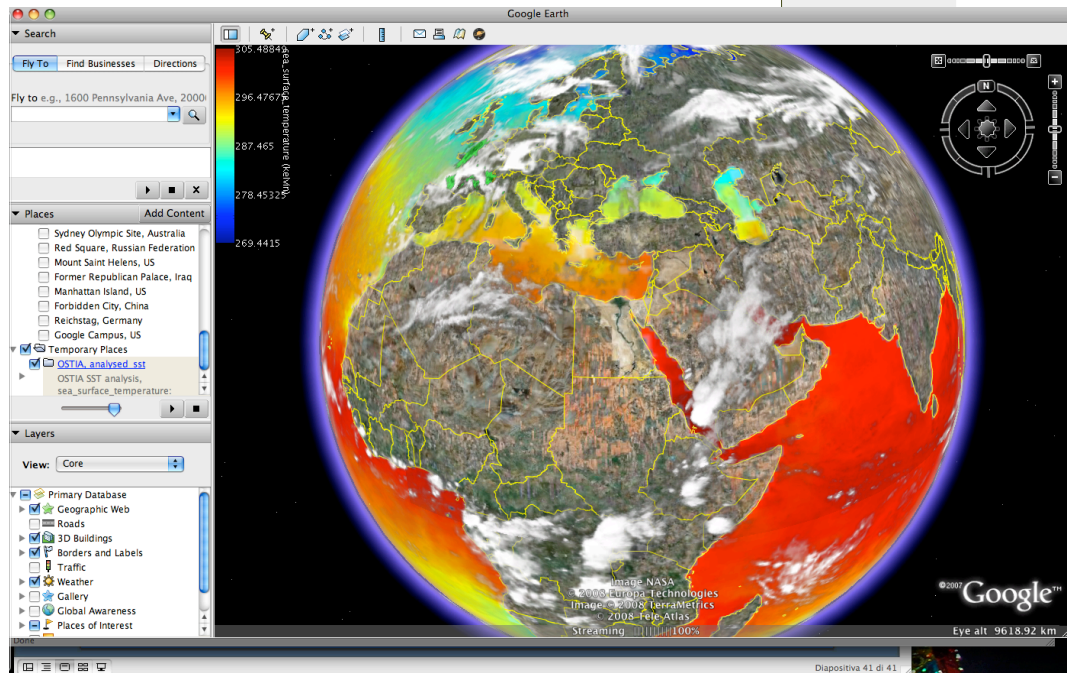 Google Earth
Search
Fly To Find Businesses Directions
Fly to e.g., 1600 Pennsylvania Ave, 2000
Places Add Content
Sydney Olympic Site, Australia
Red Square, Russian Federation
Mount Saint Helens, US
Former Republican Palace, Iraq
Manhattan Island, US
Forbidden City, China
Reichstag, Germany
Google Campus, US
Temporary Places
OSTIA, analysed_sst
OSTIA SST analysis,
sea_surface_temperature:
Layers
View: Core
Primary Database
Geographic Web
Roads
3D Buildings
Borders and Labels
Traffic
Weather
Gallery
Global Awareness
Places of Interest
Done
305.48849
296.4767
287.465
278.45325
269.4415
sea_surface_temperature (kelvin)
N
Image NASA
© 2008 Europa Technologies
Image © 2008 TerraMetrics
© 2008 Tele Atlas
Streaming 100%
©2007 Google™
Eye alt 9618.92 km
Diapositiva 41 di 41